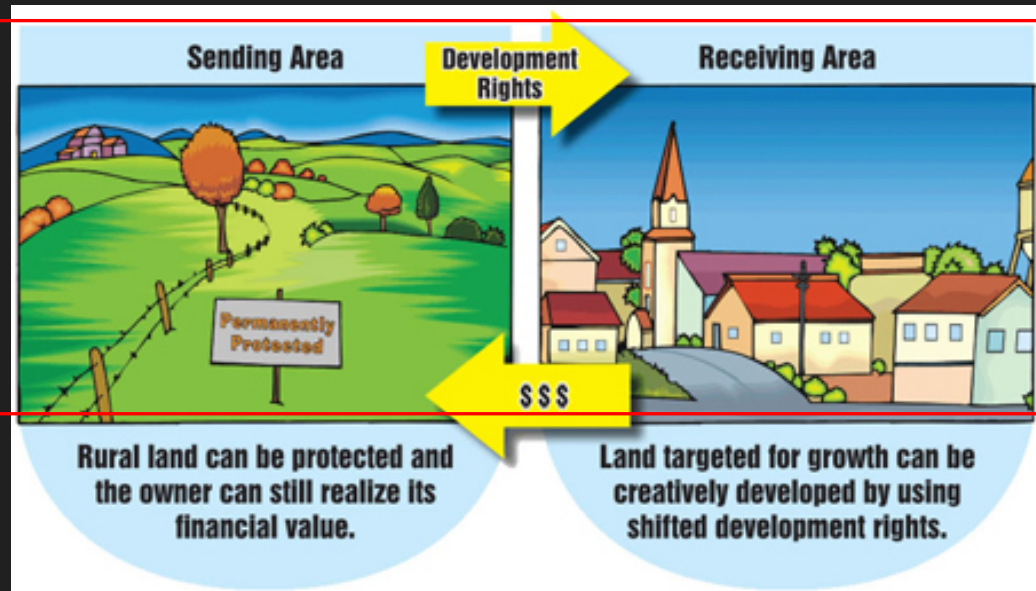 Sending Area
Development
Rights
Receiving Area
Permanently
Protected
$ $ $
Rural land can be protected and
the owner can still realize its
financial value.
Land targeted for growth can be
creatively developed by using
shifted development rights.